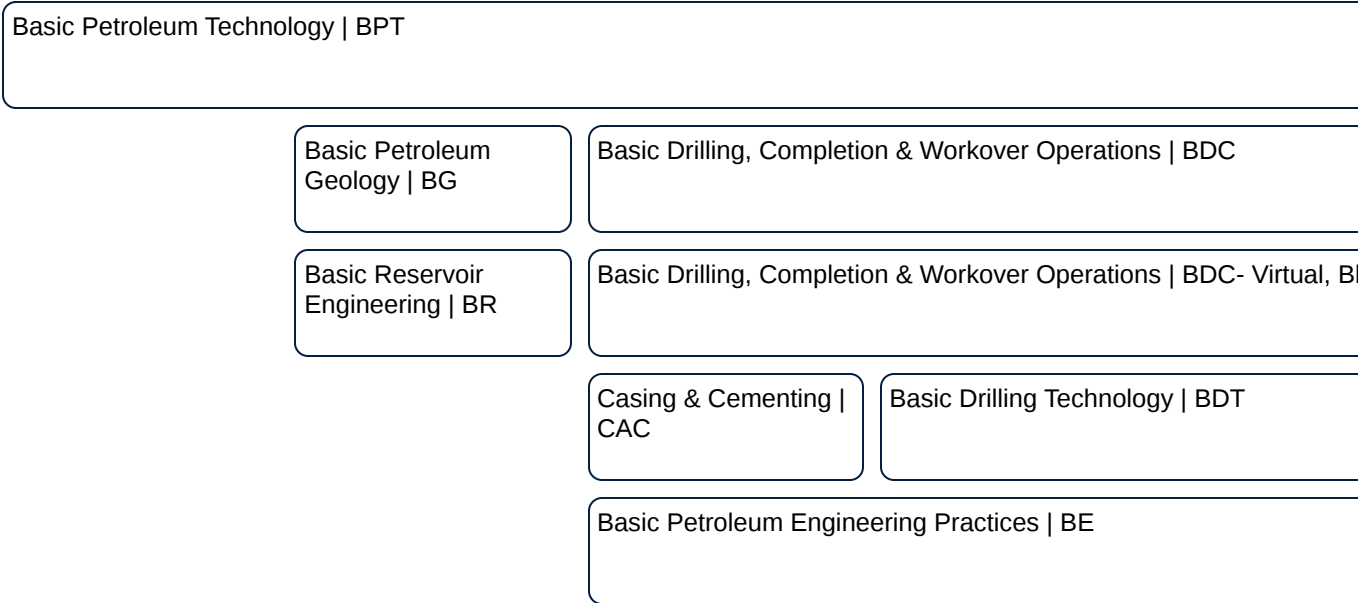 Basic Petroleum Technology | BPT
Basic Petroleum
Geology | BG
Basic Drilling, Completion & Workover Operations | BDC
Basic Reservoir
Engineering | BR
Basic Drilling, Completion & Workover Operations | BDC- Virtual,
Casing & Cementing |
CAC
Basic Drilling Technology | BDT
Basic Petroleum Engineering Practices | BE